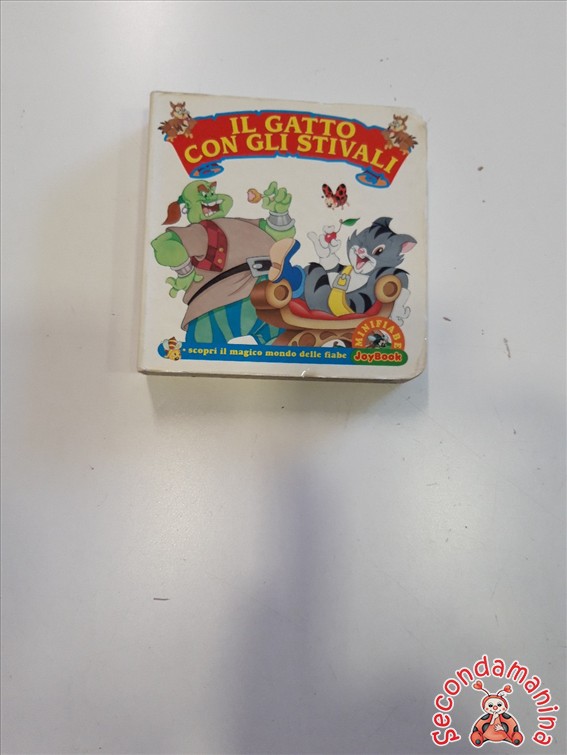 IL GATTO
CON GLI STIVALI
scopri il magico mondo delle fiabe
MINIFIABE
JoyBook
Secondamanina